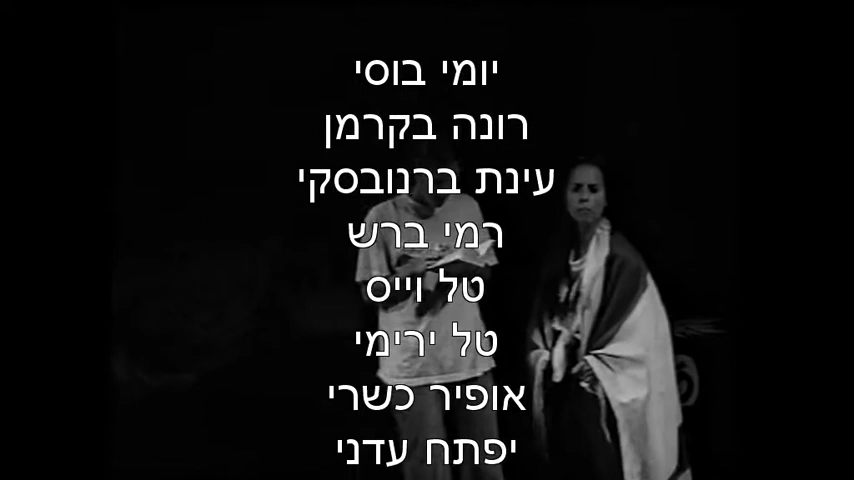 יומי בוסי
רונה בקרמן
עינת ברנובסקי
רמי ברש
טל וייס
טל ירימי
אופיר כשרי
יפתח עדני